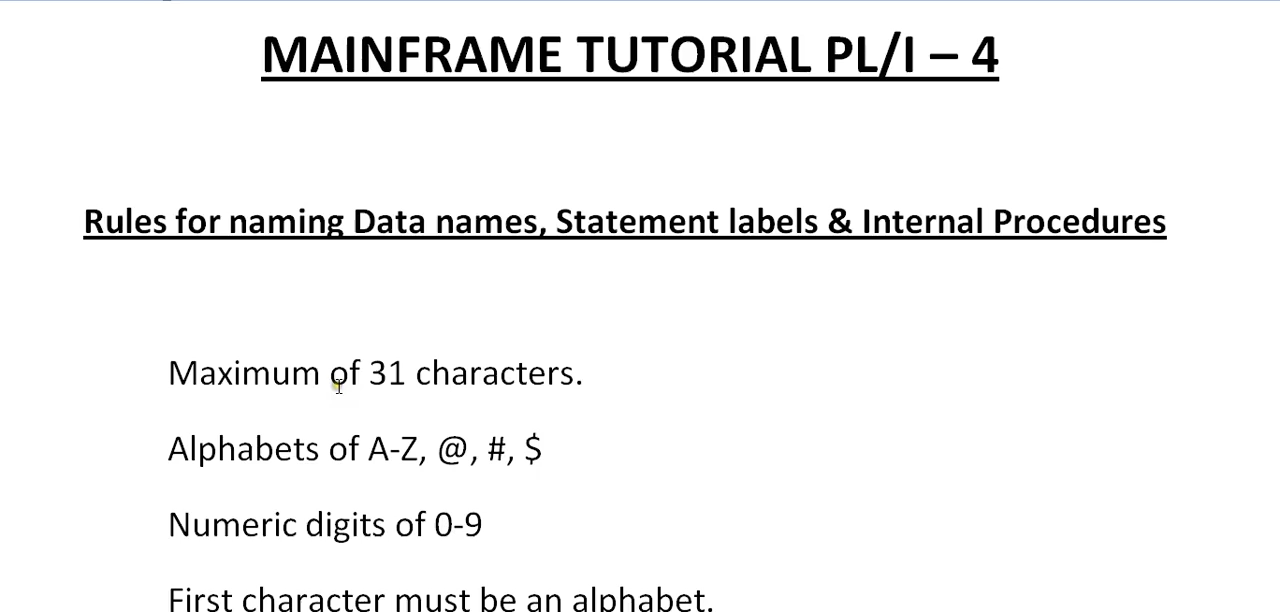 MAINFRAME TUTORIAL PL/I – 4
Rules for naming Data names, Statement labels & Internal Procedures
Maximum of 31 characters.
Alphabets of A-Z, @, #, $
Numeric digits of 0-9
First character must be an alphabet.